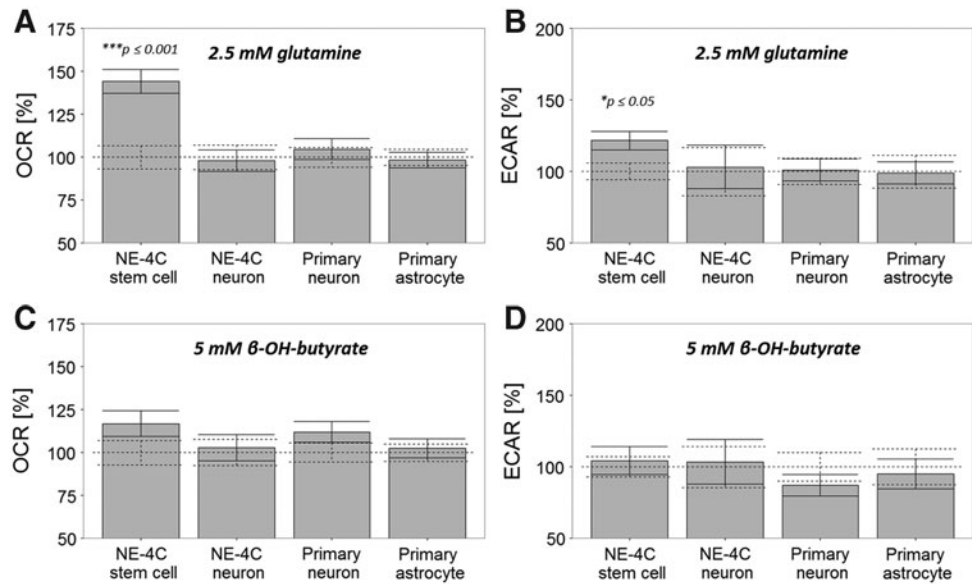 A
OCR [%]
175
150
125
100
75
50
***p ≤ 0.001
2.5 mM glutamine
NE-4C
stem cell
NE-4C
neuron
Primary
neuron
Primary
astrocyte
B
ECAR [%]
200
150
100
50
2.5 mM glutamine
*p ≤ 0.05
NE-4C
stem cell
NE-4C
neuron
Primary
neuron
Primary
astrocyte
C
OCR [%]
175
150
125
100
75
50
5 mM β-OH-butyrate
NE-4C
stem cell
NE-4C
neuron
Primary
neuron
Primary
astrocyte
D
ECAR [%]
200
150
100
50
5 mM β-OH-butyrate
NE-4C
stem cell
NE-4C
neuron
Primary
neuron
Primary
astrocyte